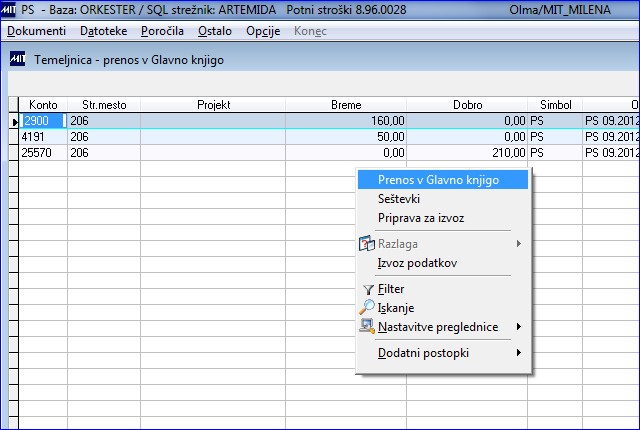 MIT PS - Baza: ORKESTER / SQL strežnik: ARTEMIDA Potni stroški 8.96.0028 Olma/MIT_MILENA
Dokumenti Datoteke Poročila Ostalo Opcije Konec
MIT Temeljnica - prenos v Glavno knjigo
Konto Str.mesto Projekt Breme Dobro Simbol O
2900 206 160,00 0,00 PS PS 09.2012
4191 206 50,00 0,00 PS PS 09.2012
25570 206 0,00 210,00 PS PS 09.2012
Prenos v Glavno knjigo
Seštevki
Priprava za izvoz
Razlaga
Izvoz podatkov
Filter
Iskanje
Nastavitve preglednice
Dodatni postopki